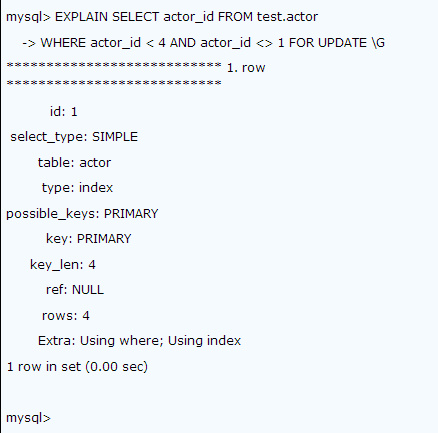 mysql> EXPLAIN SELECT actor_id FROM test.actor
-> WHERE actor_id < 4 AND actor_id <> 1 FOR UPDATE \G
*************************** 1. row
***************************
id: 1
select_type: SIMPLE
table: actor
type: index
possible_keys: PRIMARY
key: PRIMARY
key_len: 4
ref: NULL
rows: 4
Extra: Using where; Using index
1 row in set (0.00 sec)
mysql>